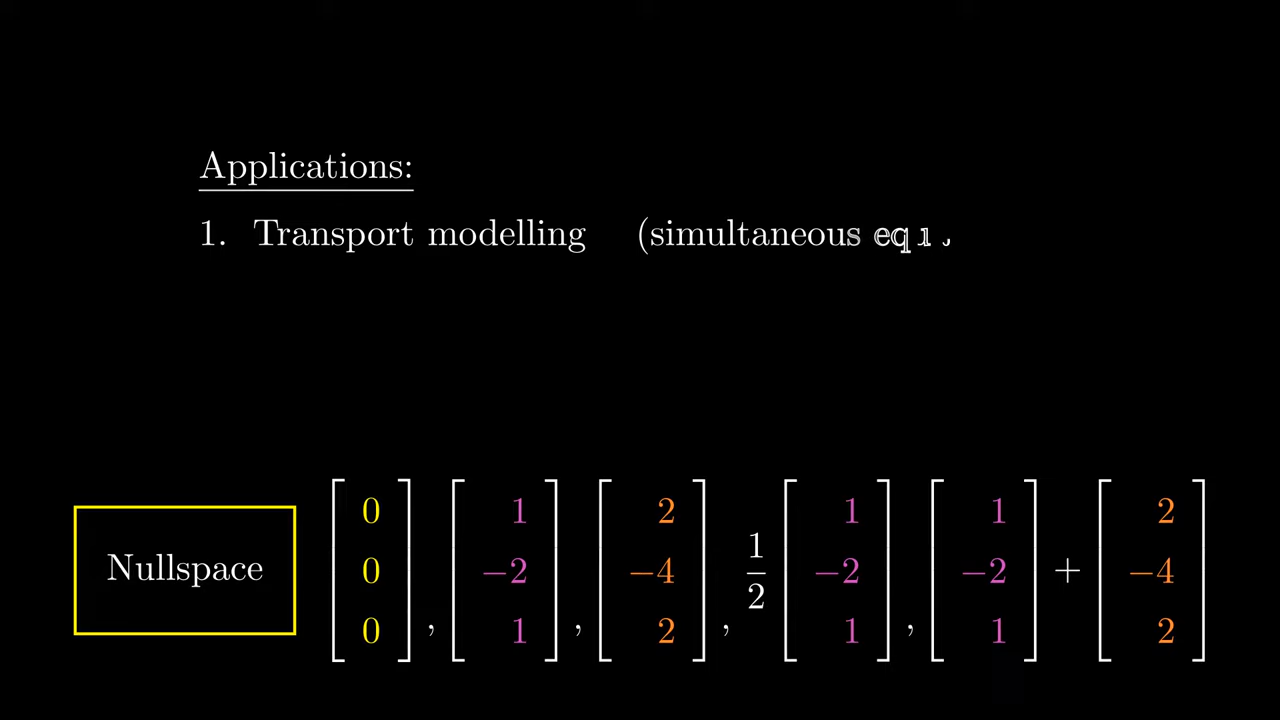 Applications:
1. Transport modelling (simultaneous
Nullspace
[0 0 0], [1 −2 1], [2 −4 2], 1/2 [1 −2 1], [1 −2 1] + [2 −4 2]